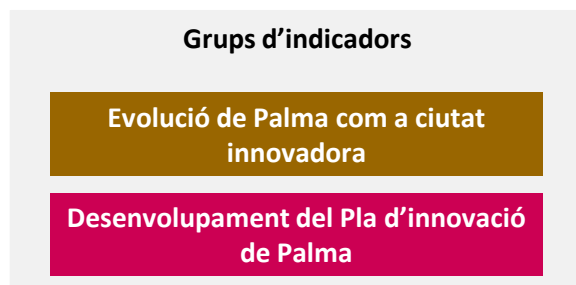 Grups d’indicadors
Evolució de Palma com a ciutat
innovadora
Desenvolupament del Pla d’innovació
de Palma